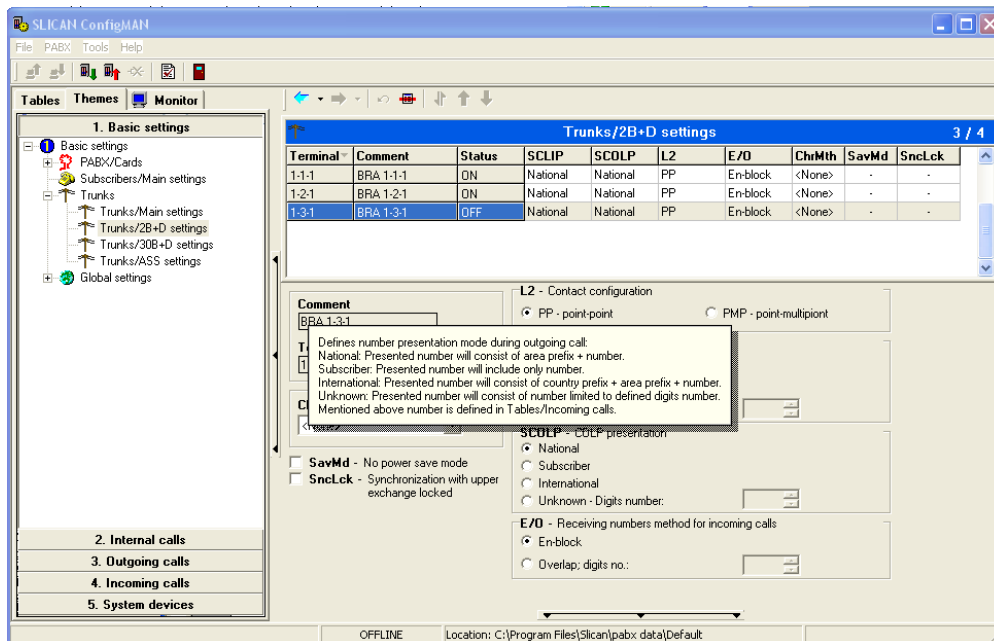 SLICAN ConfigMAN
File PABX Tools Help
Tables Themes Monitor
1. Basic settings
Basic settings
PABX/Cards
Subscribers/Main settings
Trunks
Trunks/Main settings
Trunks/2B+D settings
Trunks/30B+D settings
Trunks/ASS settings
Global settings
2. Internal calls
3. Outgoing calls
4. Incoming calls
5. System devices
Trunks/2B+D settings 3 / 4
Terminal Comment Status SCLIP SCOLP L2 E/O ChrMth SavMd SncLck
1-1-1 BRA 1-1-1 ON National National PP En-block <None> - -
1-2-1 BRA 1-2-1 ON National National PP En-block <None> - -
1-3-1 BRA 1-3-1 OFF National National PP En-block <None> - -
Comment
BRA 1-3-1
L2 - Contact configuration
PP - point-point
PMP - point-multipiont
Defines number presentation mode during outgoing call:
National: Presented number will consist of area prefix + number.
Subscriber: Presented number will include only number.
International: Presented number will consist of country prefix + area prefix + number.
Unknown: Presented number will consist of number limited to defined digits number.
Mentioned above number is defined in Tables/Incoming calls.
<None>
SavMd - No power save mode
SncLck - Synchronization with upper
exchange locked
SCOLP - COLP presentation
National
Subscriber
International
Unknown - Digits number:
E/O - Receiving numbers method for incoming calls
En-block
Overlap; digits no.:
OFFLINE Location: C:\Program Files\Slican\pabx data\Default